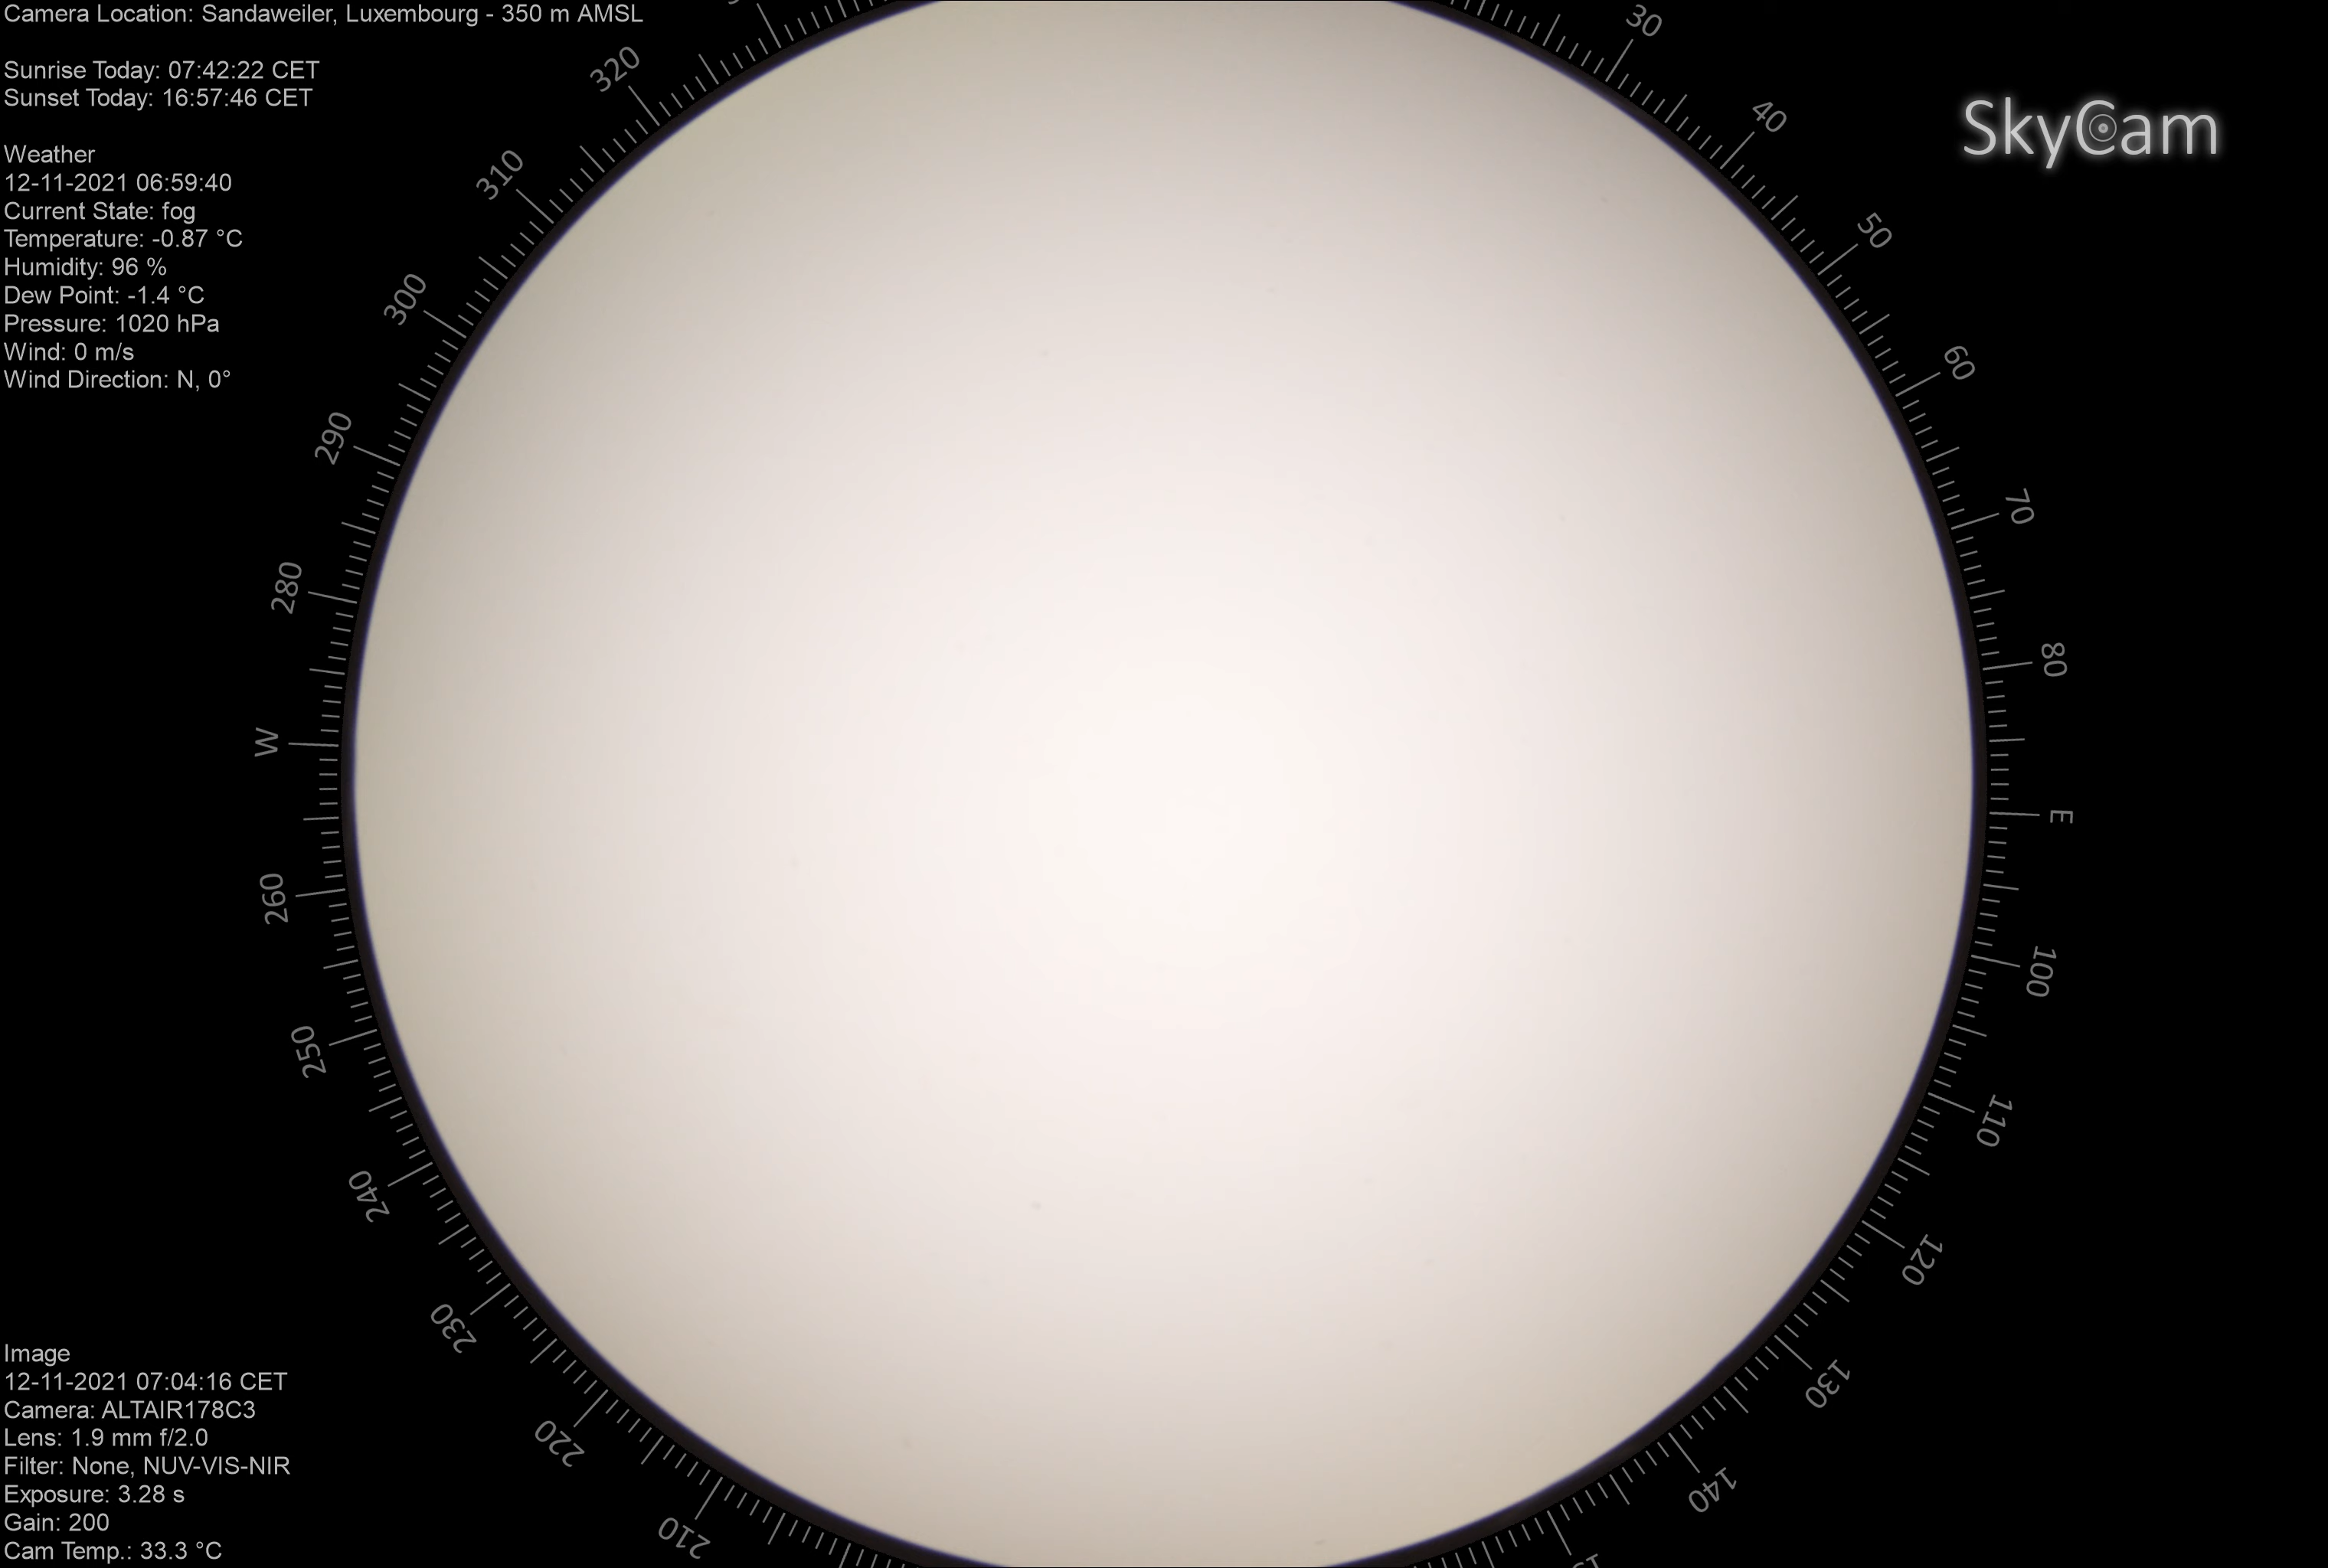 Camera Location: Sandaweiler, Luxembourg - 350 m AMSL
Sunrise Today: 07:42:22 CET
Sunset Today: 16:57:46 CET
Weather
12-11-2021 06:59:40
Current State: fog
Temperature: -0.87 °C
Humidity: 96 %
Dew Point: -1.4 °C
Pressure: 1020 hPa
Wind: 0 m/s
Wind Direction: N, 0°
SkyCam
30
40
50
60
70
80
E
100
110
120
130
140
210
220
230
240
250
260
W
280
290
300
310
320
Image
12-11-2021 07:04:16 CET
Camera: ALTAIR178C3
Lens: 1.9 mm f/2.0
Filter: None, NUV-VIS-NIR
Exposure: 3.28 s
Gain: 200
Cam Temp.: 33.3 °C